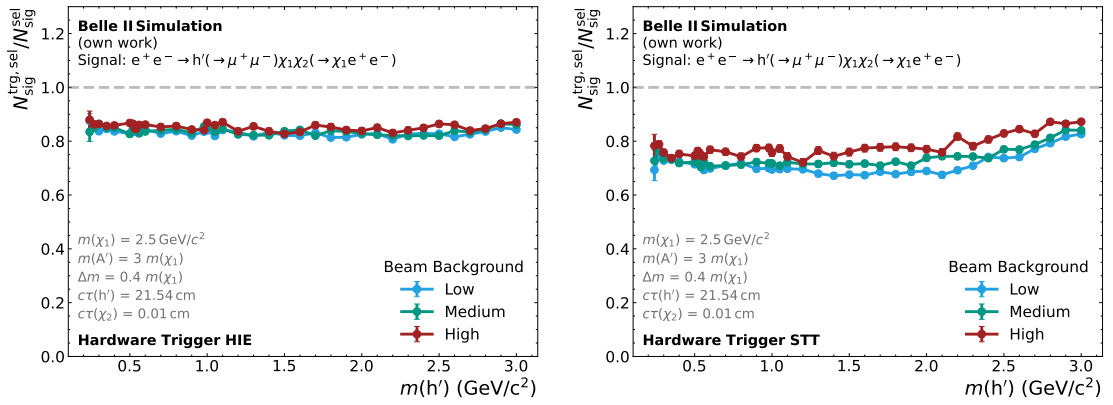 N_sig^trg, sel/N_sig^sel
Belle II Simulation
(own work)
Signal: e⁺e⁻ → h′(→ μ⁺μ⁻)χ₁χ₂(→ χ₁e⁺e⁻)
1.2
1.0
0.8
0.6
0.4
0.2
0.0
m(χ₁) = 2.5 GeV/c²
m(A′) = 3 m(χ₁)
Δm = 0.4 m(χ₁)
cτ(h′) = 21.54 cm
cτ(χ₂) = 0.01 cm
Hardware Trigger HIE
Beam Background
Low
Medium
High
0.5 1.0 1.5 2.0 2.5 3.0
m(h′) (GeV/c²)
N_sig^trg, sel/N_sig^sel
Belle II Simulation
(own work)
Signal: e⁺e⁻ → h′(→ μ⁺μ⁻)χ₁χ₂(→ χ₁e⁺e⁻)
1.2
1.0
0.8
0.6
0.4
0.2
0.0
m(χ₁) = 2.5 GeV/c²
m(A′) = 3 m(χ₁)
Δm = 0.4 m(χ₁)
cτ(h′) = 21.54 cm
cτ(χ₂) = 0.01 cm
Hardware Trigger STT
Beam Background
Low
Medium
High
0.5 1.0 1.5 2.0 2.5 3.0
m(h′) (GeV/c²)